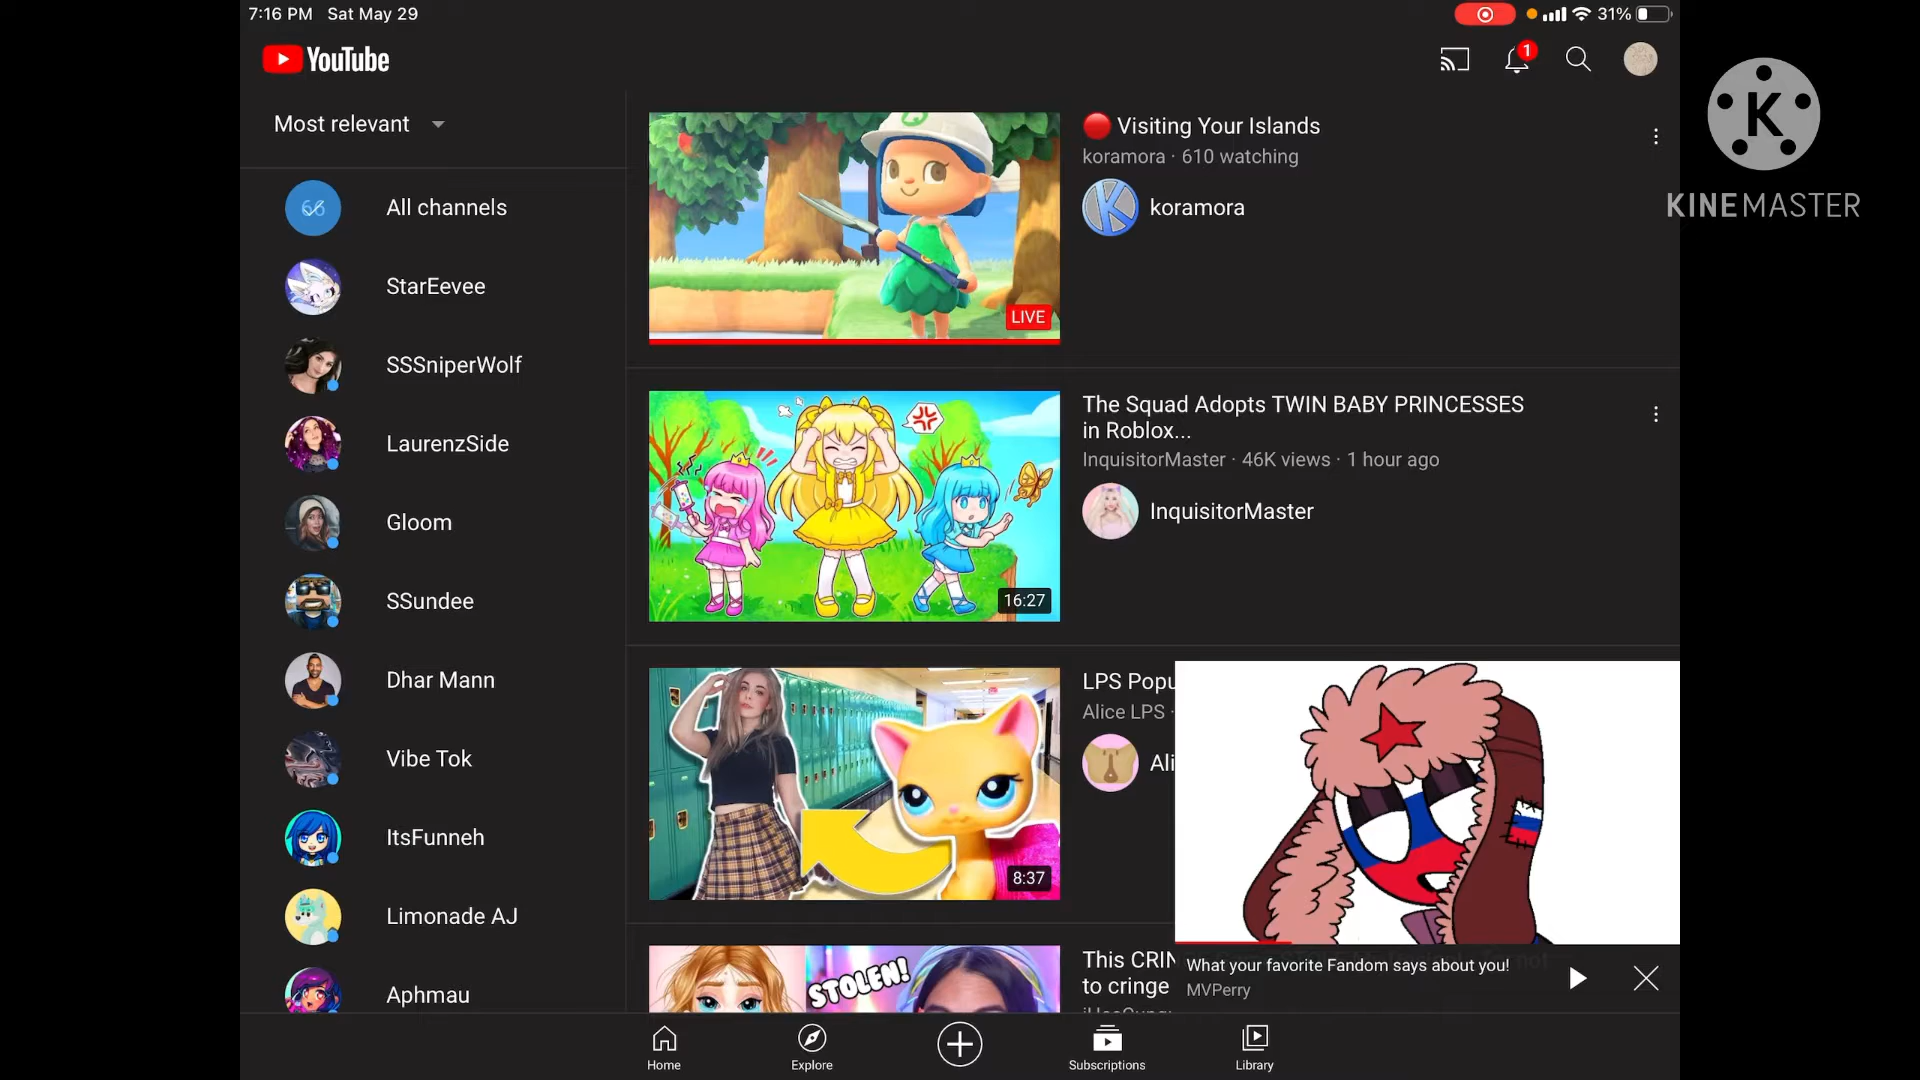 7:16 PM Sat May 29
31%
YouTube
1
K
KINEMASTER
Most relevant
66
All channels
StarEevee
SSSniperWolf
LaurenzSide
Gloom
SSundee
Dhar Mann
Vibe Tok
ItsFunneh
Limonade AJ
Aphmau
Visiting Your Islands
koramora · 610 watching
koramora
LIVE
The Squad Adopts TWIN BABY PRINCESSES
in Roblox...
InquisitorMaster · 46K views · 1 hour ago
InquisitorMaster
16:27
LPS Popu
Alice LPS ·
Ali
8:37
STOLEN!
This CRIN
to cringe
What your favorite Fandom says about you!
MVPerry
Home
Explore
Subscriptions
Library